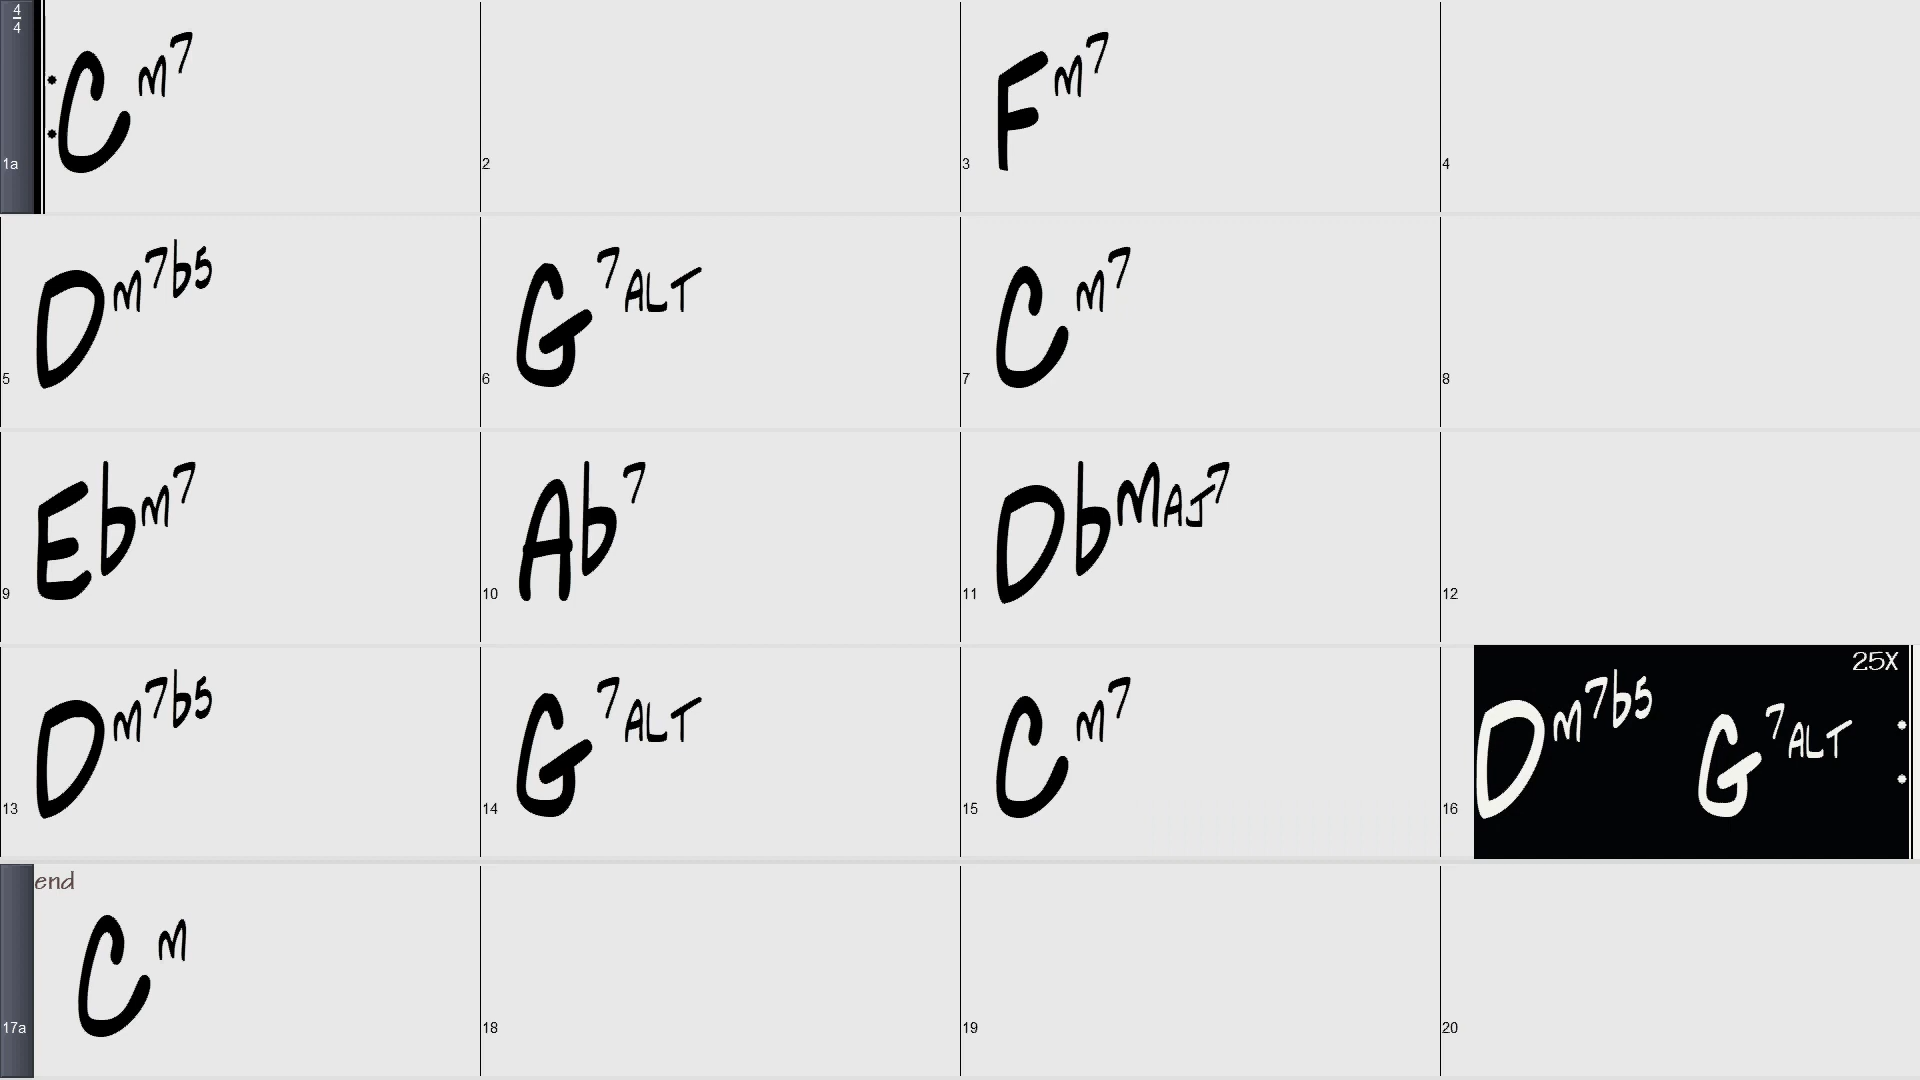 4
4
1a Cm7 2 3 Fm7 4
5 Dm7b5 6 G7ALT 7 Cm7 8
9 Ebm7 10 Ab7 11 DbMAJ7 12
25X
13 Dm7b5 14 G7ALT 15 Cm7 16 Dm7b5 G7ALT
end
17a Cm 18 19 20